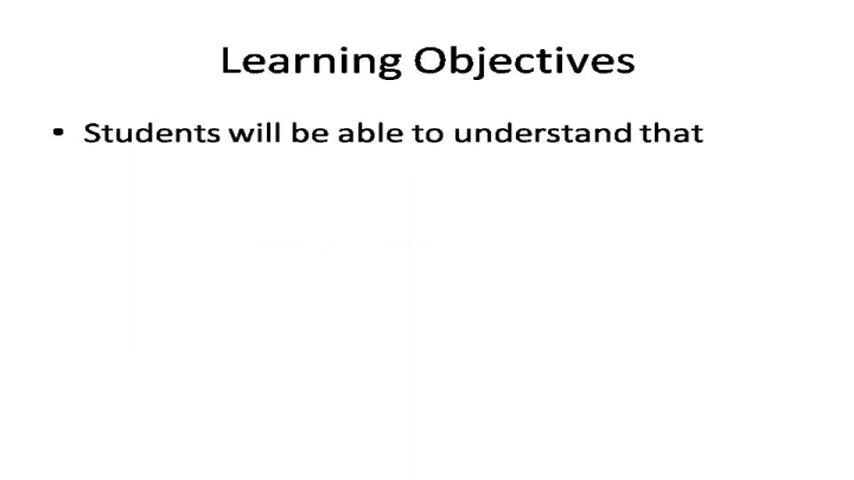 Learning Objectives
• Students will be able to understand that